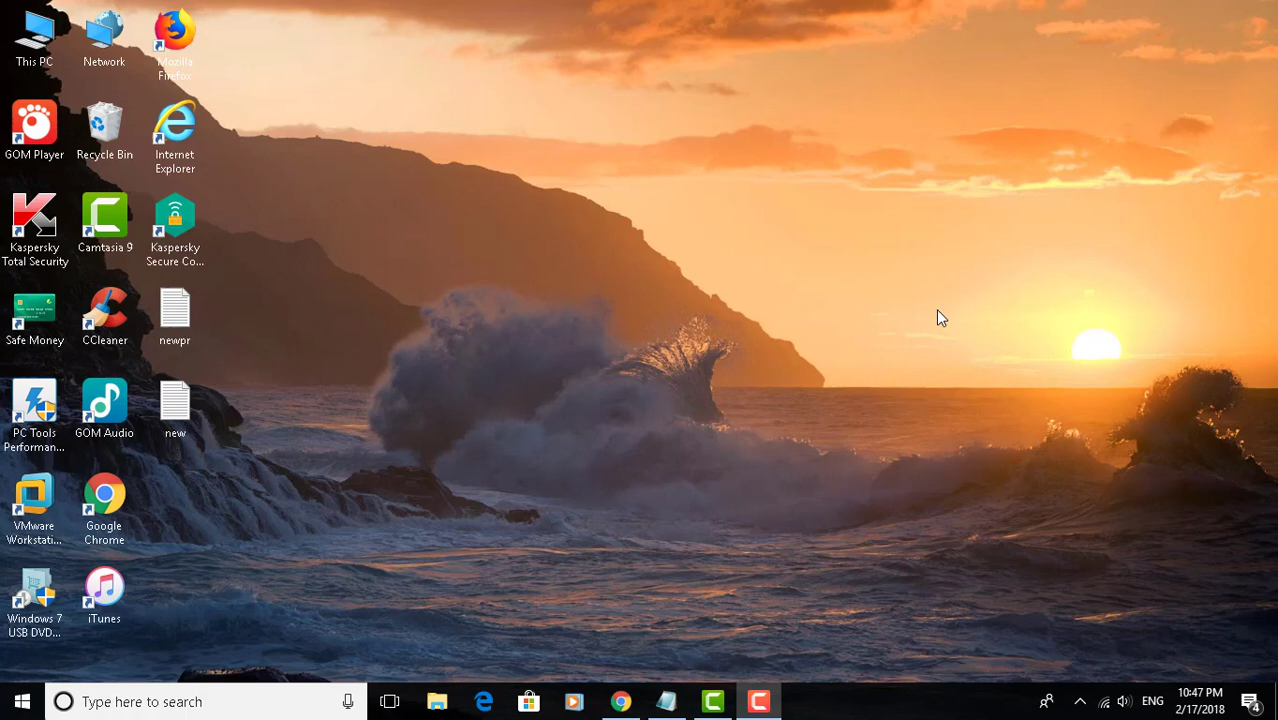 This PC
Network
Mozilla
Firefox
GOM Player
Recycle Bin
Internet
Explorer
Kaspersky
Total Security
Camtasia 9
Kaspersky
Secure Co...
Safe Money
CCleaner
newpr
PC Tools
Performan...
GOM Audio
new
VMware
Workstati...
Google
Chrome
Windows 7
USB DVD...
iTunes
Type here to search
ENG
10:47 PM
2/17/2018
4